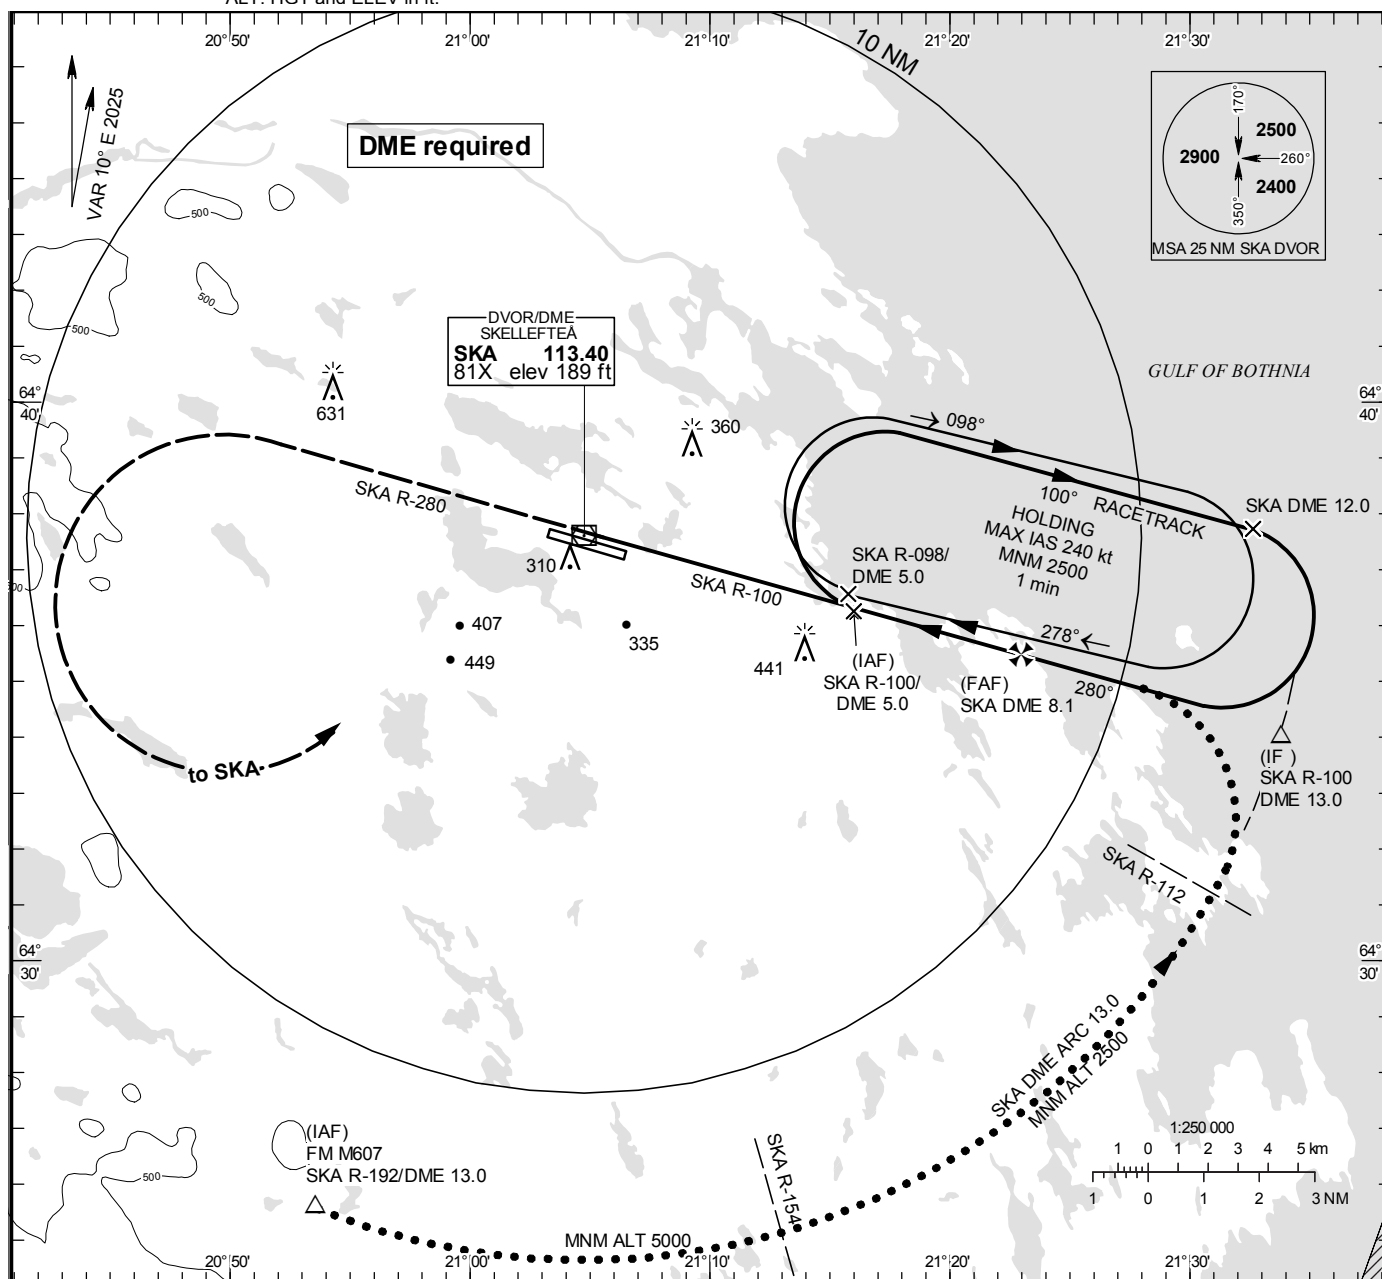 ALT. HGT and ELEV in ft.
20°50' 21°00' 21°10' 21°20' 21°30'
10 NM
VAR 10° E 2025
DME required
170°
2500
2900
260°
2400
350°
MSA 25 NM SKA DVOR
500
500
500
DVOR/DME
SKELLEFTEÅ
SKA 113.40
81X elev 189 ft
GULF OF BOTHNIA
64°
40'
64°
40'
631
360
098°
SKA R-280
100° RACETRACK
SKA DME 12.0
HOLDING
MAX IAS 240 kt
MNM 2500
1 min
SKA R-098/
DME 5.0
310
SKA R-100
407
335
449
441
278°
(IAF)
SKA R-100/
DME 5.0
(FAF)
SKA DME 8.1
280°
to SKA
(IF )
SKA R-100
DME 13.0
SKA R-112
64°
30'
64°
30'
SKA DME ARC 13.0
MNM ALT 2500
(IAF)
FM M607
SKA R-192/DME 13.0
500
SKA R-154
MNM ALT 5000
1:250 000
1 0 1 2 3 4 5 km
1 0 1 2 3 NM
20°50' 21°00' 21°10' 21°20' 21°30'